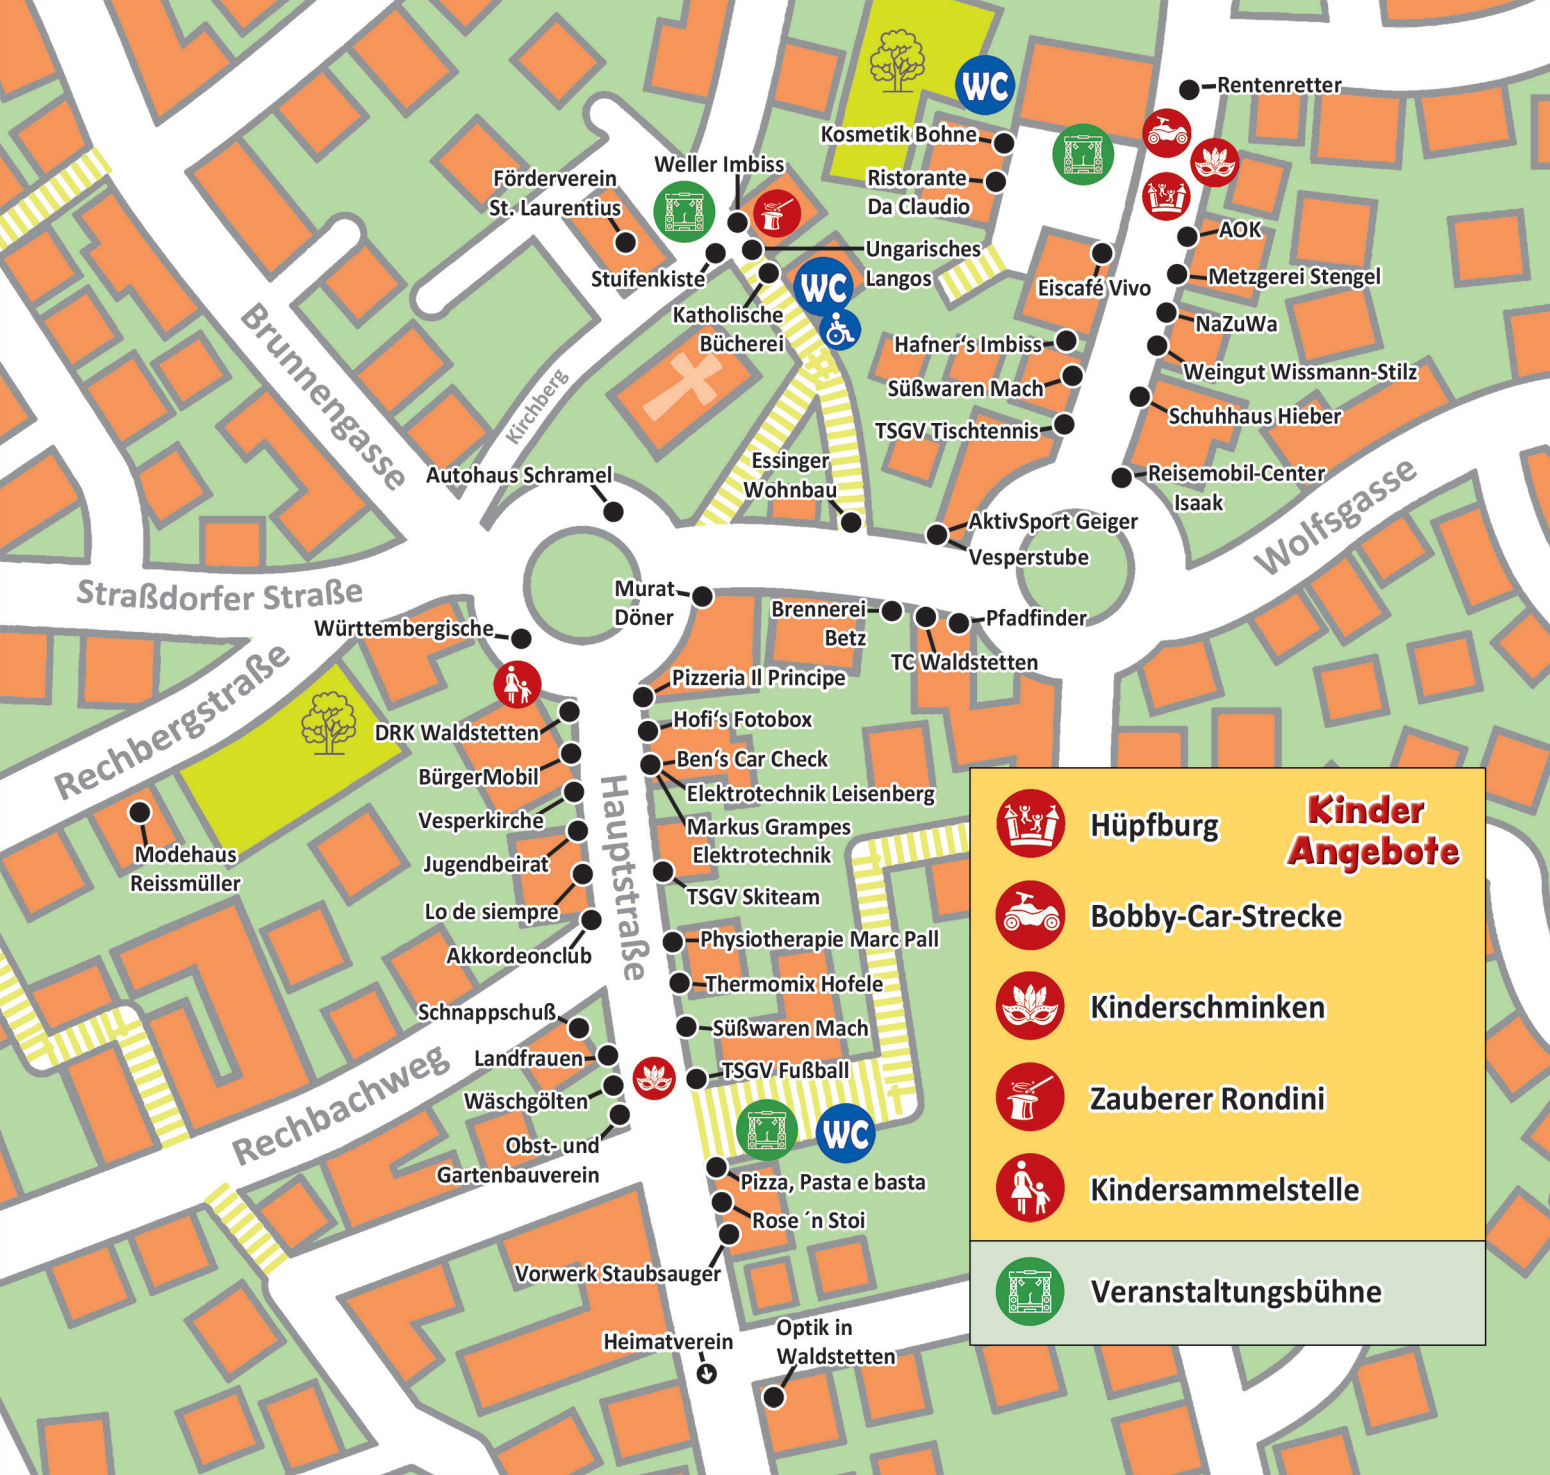 Rentenretter
WC
Kosmetik Bohne
Weller Imbiss
Förderverein
St. Laurentius
Ristorante
Da Claudio
AOK
Ungarisches
Langos
Stuifenkiste
WC
Metzgerei Stengel
Eiscafé Vivo
Katholische
Bücherei
NaZuWa
Hafner‘s Imbiss
Weingut Wissmann-Stilz
Süßwaren Mach
Schuhhaus Hieber
TSGV Tischtennis
Brunnengasse
Kirchberg
Autohaus Schramel
Essinger
Wohnbau
Reisemobil-Center
Isaak
Wolfsgasse
AktivSport Geiger
Vesperstube
Straßdorfer Straße
Murat
Döner
Brennerei
Betz
Pfadfinder
Württembergische
TC Waldstetten
Rechbergstraße
Pizzeria Il Principe
Hofi‘s Fotobox
DRK Waldstetten
Ben‘s Car Check
BürgerMobil
Elektrotechnik Leisenberg
Vesperkirche
Markus Grampes
Elektrotechnik
Hauptstraße
Modehaus
Reissmüller
Jugendbeirat
TSGV Skiteam
Lo de siempre
Akkordeonclub
Physiotherapie Marc Pall
Thermomix Hofele
Schnappschuß
Süßwaren Mach
Landfrauen
TSGV Fußball
Wäschgölten
Rechbachweg
WC
Obst- und
Gartenbauverein
Pizza, Pasta e basta
Rose ´n Stoi
Vorwerk Staubsauger
Heimatverein
Optik in
Waldstetten
Kinder
Angebote
Hüpfburg
Bobby-Car-Strecke
Kinderschminken
Zauberer Rondini
Kindersammelstelle
Veranstaltungsbühne